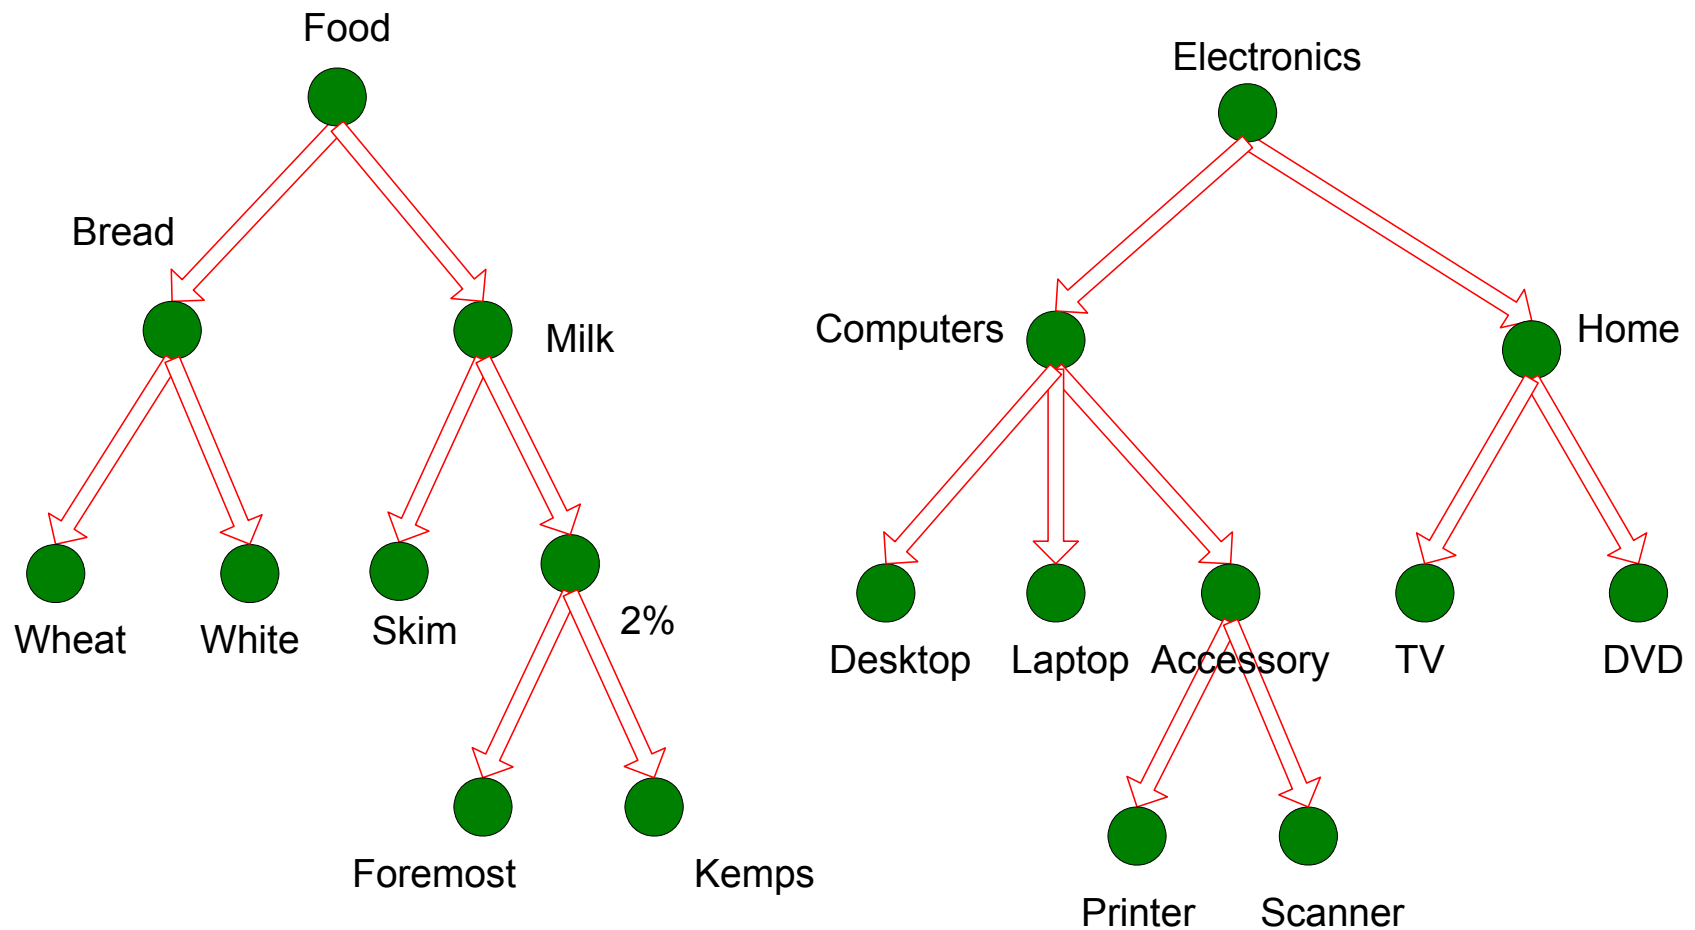 Food
Electronics
Bread
Milk
Computers
Home
Wheat
White
Skim
2%
Desktop
Laptop
Accessory
TV
DVD
Foremost
Kemps
Printer
Scanner